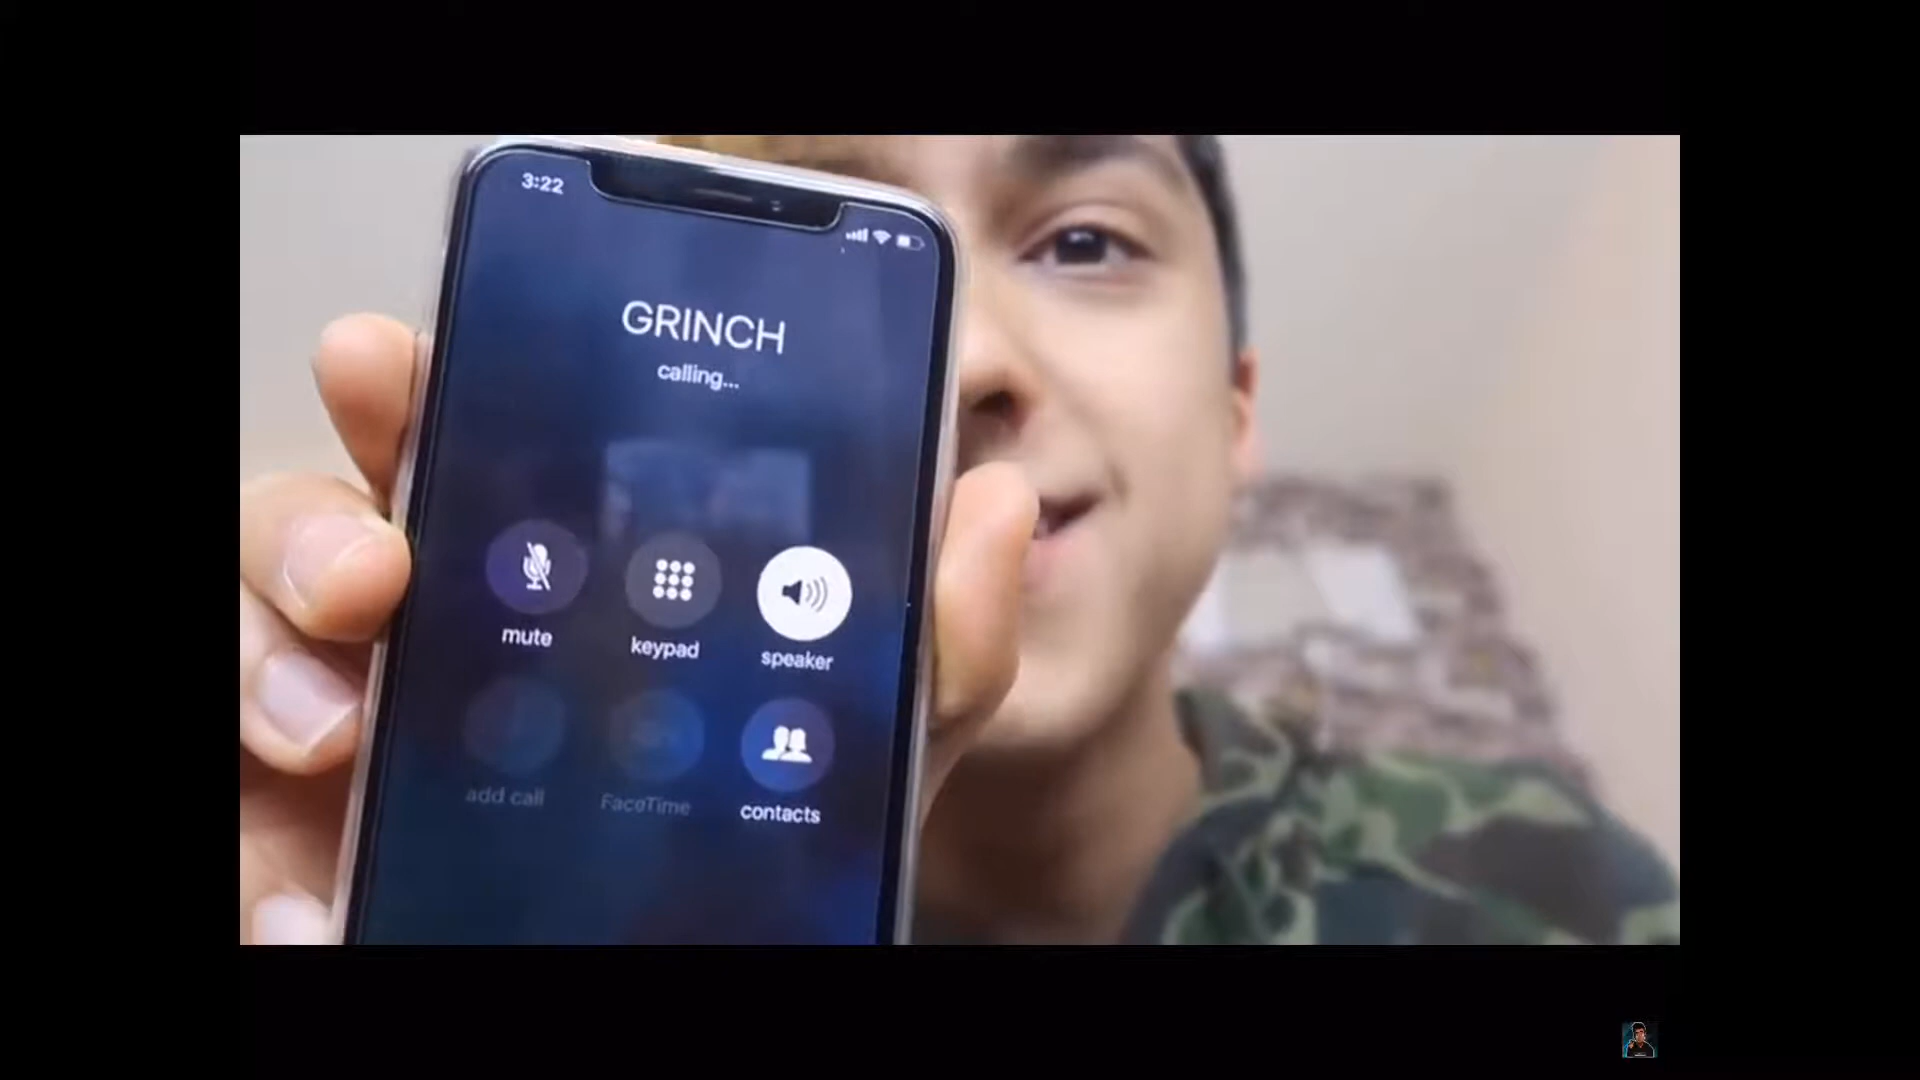 3:22
GRINCH
calling...
mute
keypad
speaker
add call
FaceTime
contacts